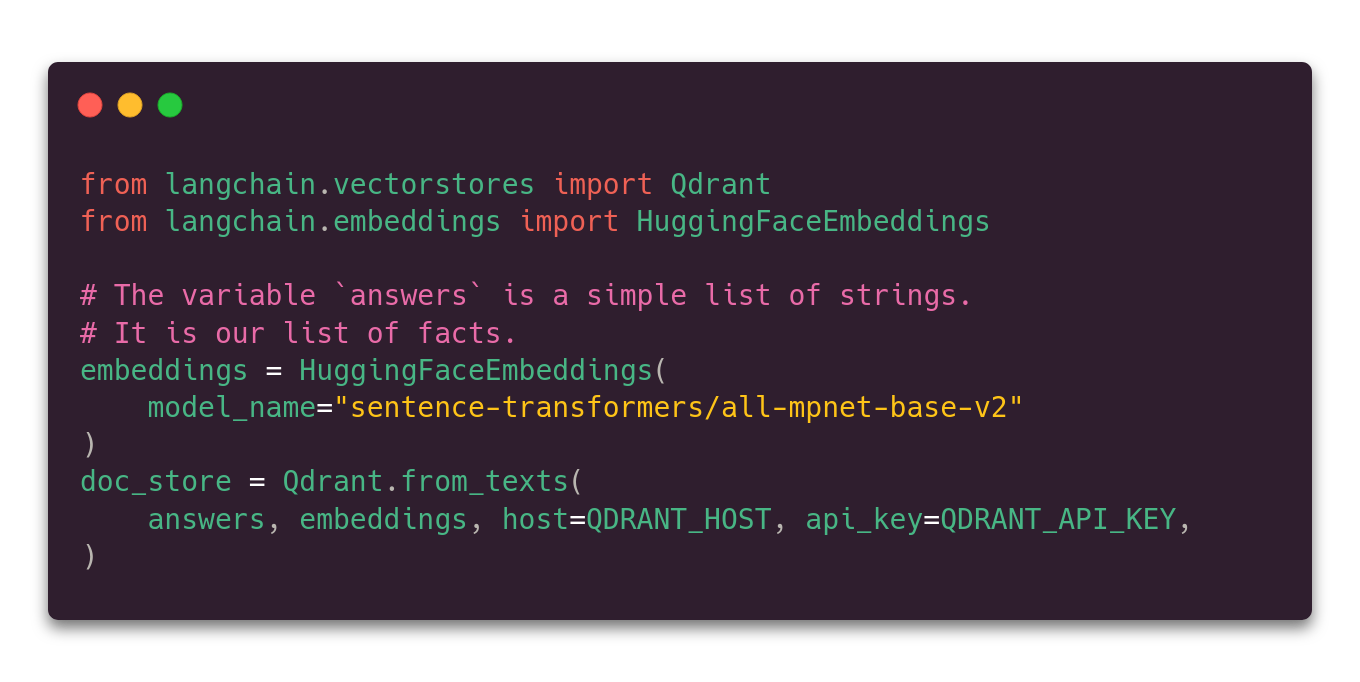 from langchain.vectorstores import Qdrant
from langchain.embeddings import HuggingFaceEmbeddings
# The variable `answers` is a simple list of strings.
# It is our list of facts.
embeddings = HuggingFaceEmbeddings(
    model_name="sentence-transformers/all-mpnet-base-v2"
)
doc_store = Qdrant.from_texts(
    answers, embeddings, host=QDRANT_HOST, api_key=QDRANT_API_KEY,
)